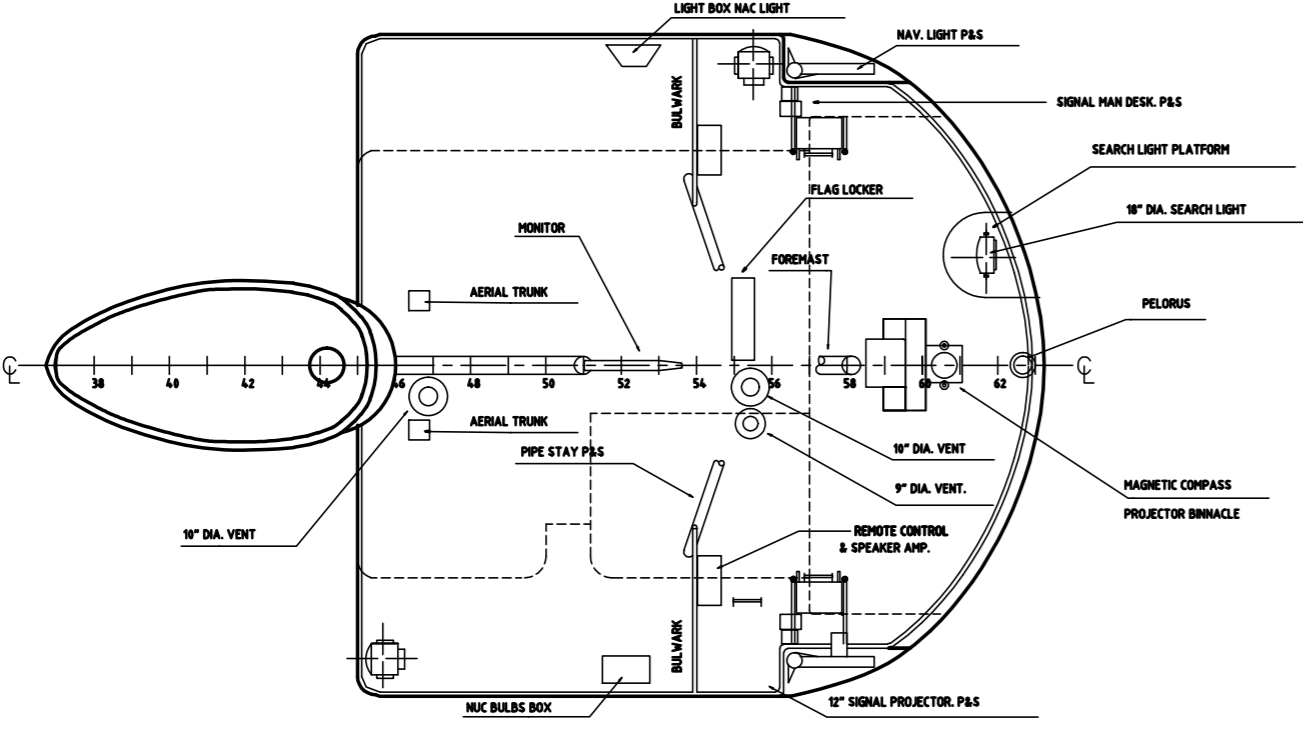 LIGHT BOX NAC LIGHT
NAV. LIGHT P&S
BULWARK
SIGNAL MAN DESK. P&S
SEARCH LIGHT PLATFORM
FLAG LOCKER
18" DIA. SEARCH LIGHT
MONITOR
FOREMAST
AERIAL TRUNK
PELORUS
CL
CL
38 40 42 44 46 48 50 52 54 56 58 60 62
AERIAL TRUNK
PIPE STAY P&S
10" DIA. VENT
9" DIA. VENT.
MAGNETIC COMPASS
PROJECTOR BINNACLE
10" DIA. VENT
REMOTE CONTROL
& SPEAKER AMP.
BULWARK
NUC BULBS BOX
12" SIGNAL PROJECTOR. P&S